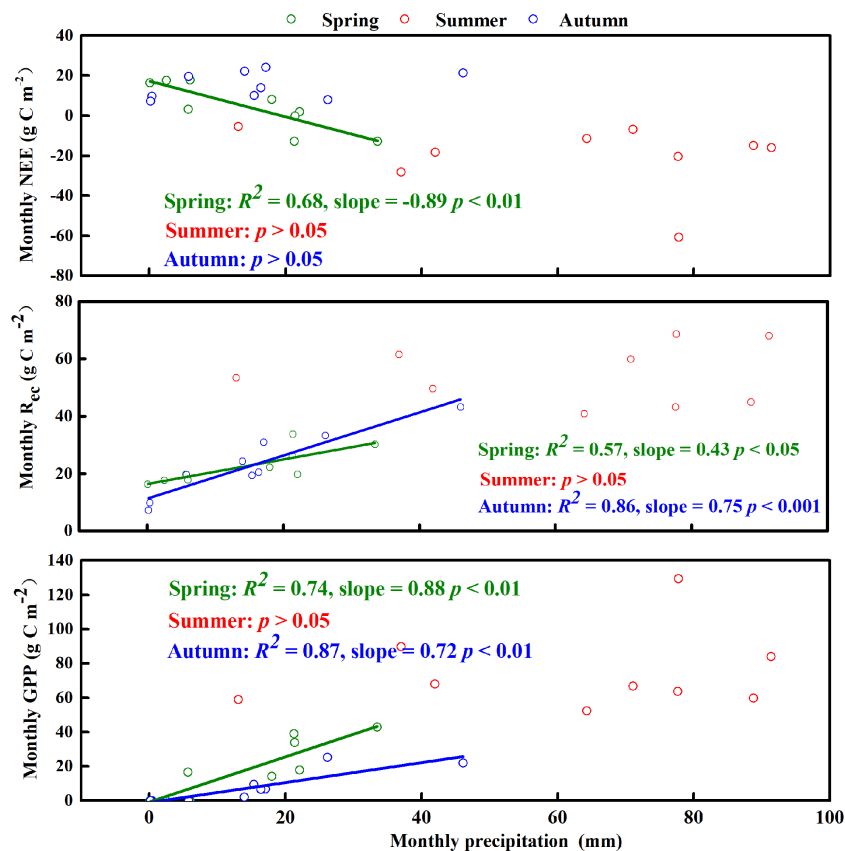 Spring Summer Autumn
Monthly NEE (g C m⁻²)
40
20
0
-20
-40
-60
-80
Spring: R² = 0.68, slope = -0.89 p < 0.01
Summer: p > 0.05
Autumn: p > 0.05
Monthly Rec (g C m⁻²)
80
60
40
20
0
Spring: R² = 0.57, slope = 0.43 p < 0.05
Summer: p > 0.05
Autumn: R² = 0.86, slope = 0.75 p < 0.001
Monthly GPP (g C m⁻²)
140
120
100
80
60
40
20
0
Spring: R² = 0.74, slope = 0.88 p < 0.01
Summer: p > 0.05
Autumn: R² = 0.87, slope = 0.72 p < 0.01
0 20 40 60 80 100
Monthly precipitation (mm)